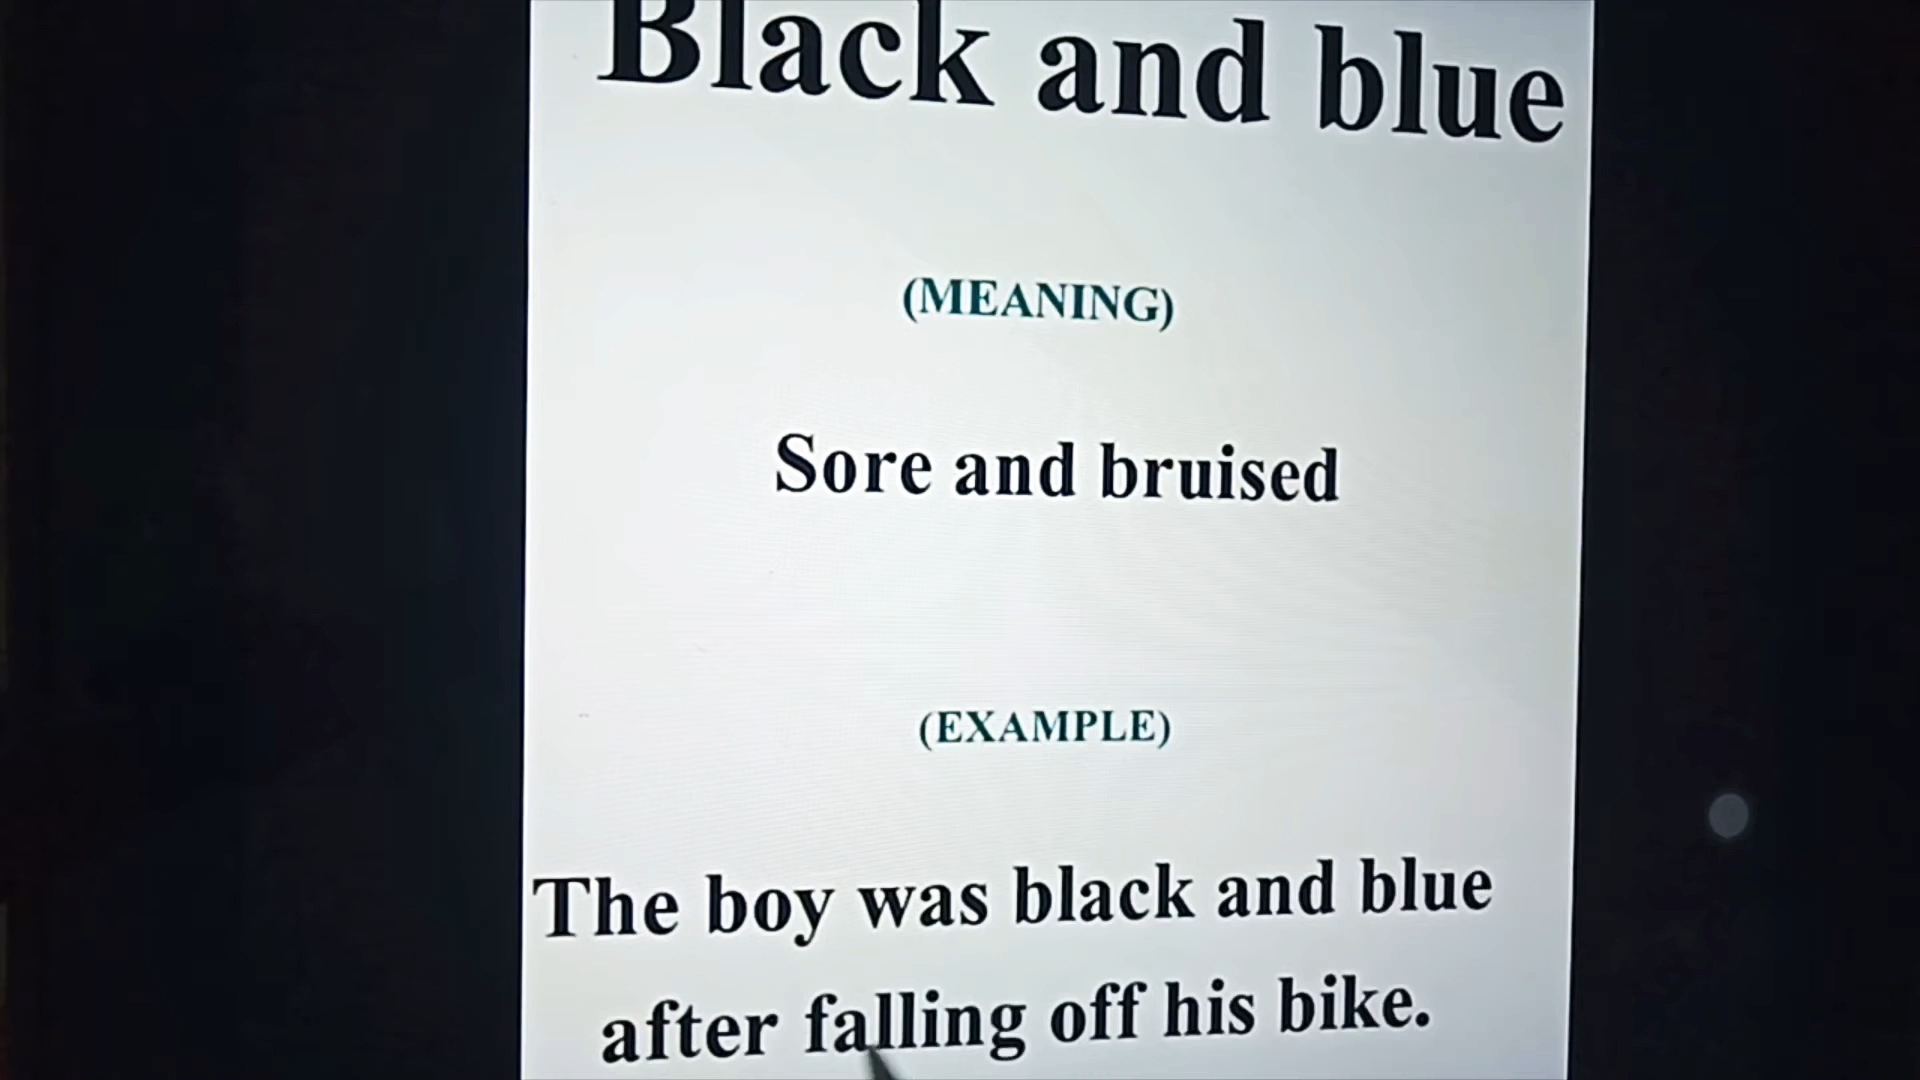 Black and blue
(MEANING)
Sore and bruised
(EXAMPLE)
The boy was black and blue
after falling off his bike.